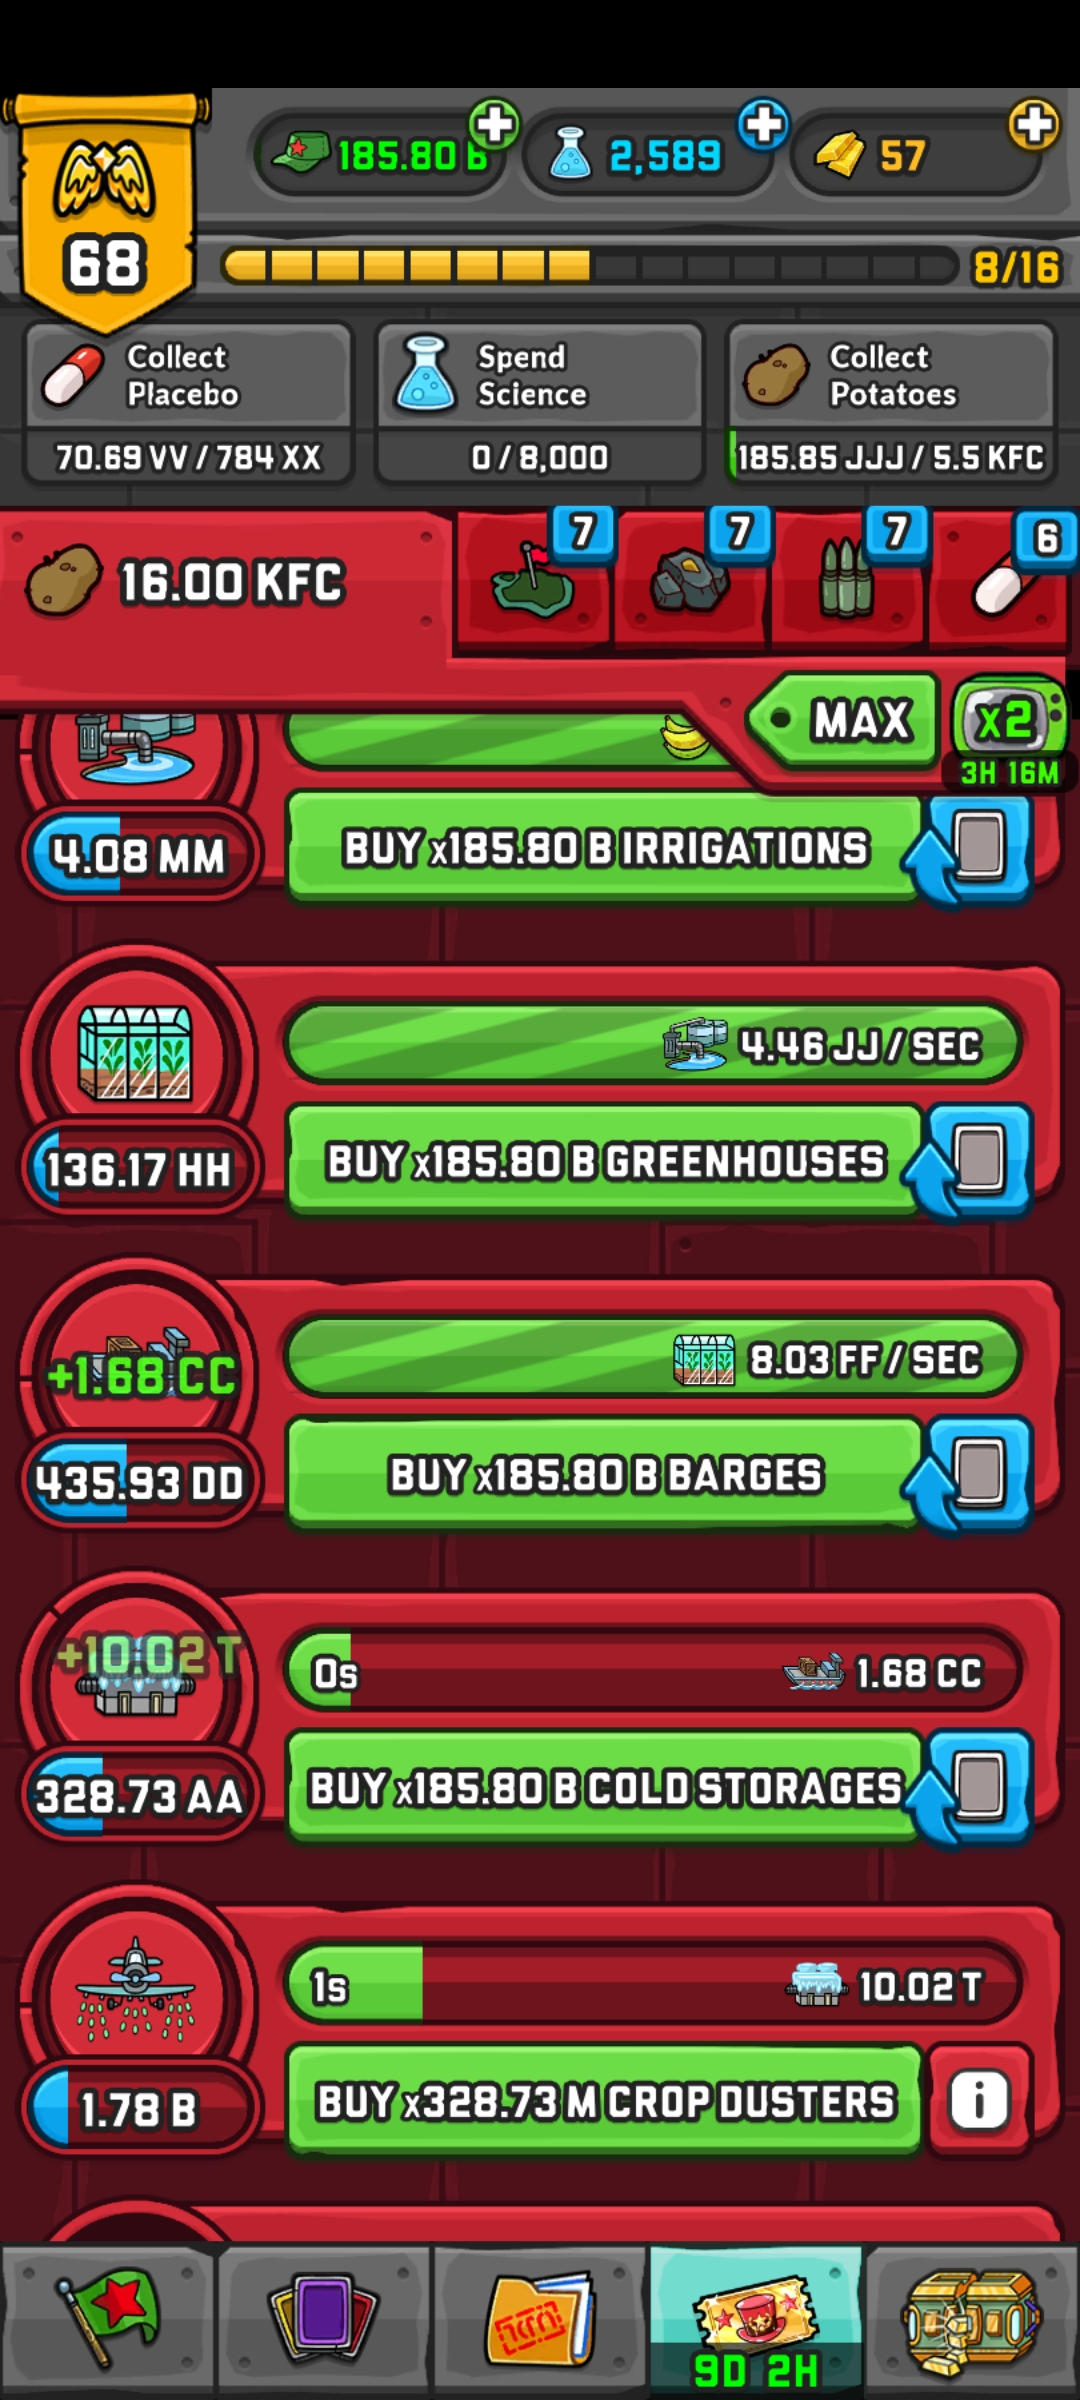 185.80 B
2,589
57
68
8/16
Collect
Placebo
70.69 VV / 784 XX
Spend
Science
0 / 8,000
Collect
Potatoes
185.85 JJJ / 5.5 KFC
16.00 KFC
7
7
7
6
MAX
x2
3H 16M
4.08 MM
BUY x185.80 B IRRIGATIONS
4.46 JJ / SEC
136.17 HH
BUY x185.80 B GREENHOUSES
+1.68 CC
8.03 FF / SEC
435.93 DD
BUY x185.80 B BARGES
+10.02 T
0s
1.68 CC
328.73 AA
BUY x185.80 B COLD STORAGES
1s
10.02 T
1.78 B
BUY x328.73 M CROP DUSTERS
i
9D 2H